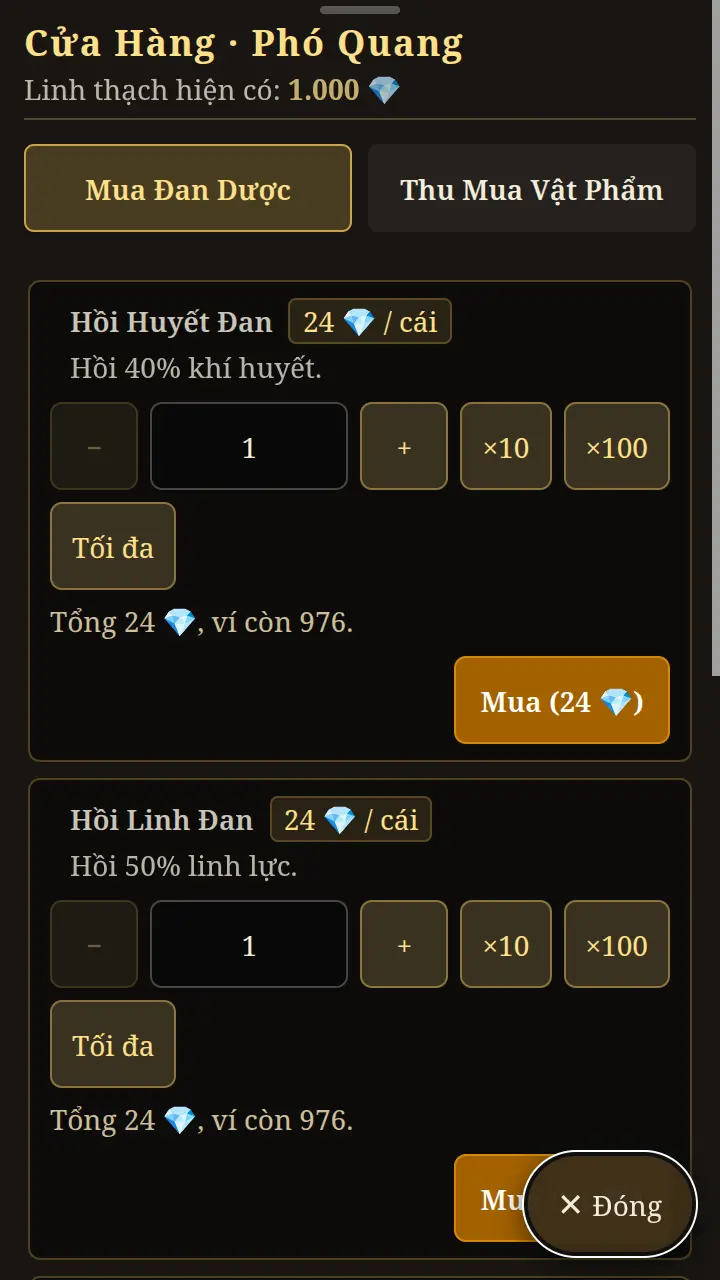 Cửa Hàng · Phó Quang
Linh thạch hiện có: 1.000 💎
Mua Đan Dược
Thu Mua Vật Phẩm
Hồi Huyết Đan 24 💎 / cái
Hồi 40% khí huyết.
− 1 + ×10 ×100
Tối đa
Tổng 24 💎, ví còn 976.
Mua (24 💎)
Hồi Linh Đan 24 💎 / cái
Hồi 50% linh lực.
− 1 + ×10 ×100
Tối đa
Tổng 24 💎, ví còn 976.
✕ Đóng